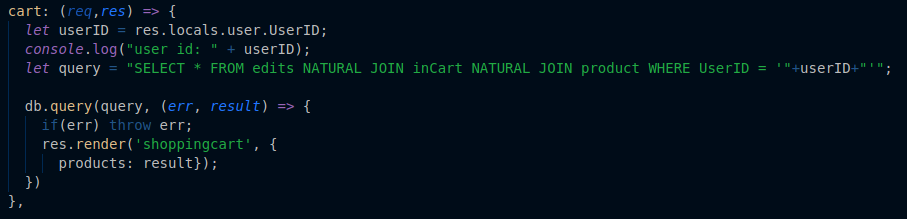 cart: (req,res) => {
let userID = res.locals.user.UserID;
console.log("user id: " + userID);
let query = "SELECT * FROM edits NATURAL JOIN inCart NATURAL JOIN product WHERE UserID = '"+userID+"'";
db.query(query, (err, result) => {
if(err) throw err;
res.render('shoppingcart', {
products: result});
})
},